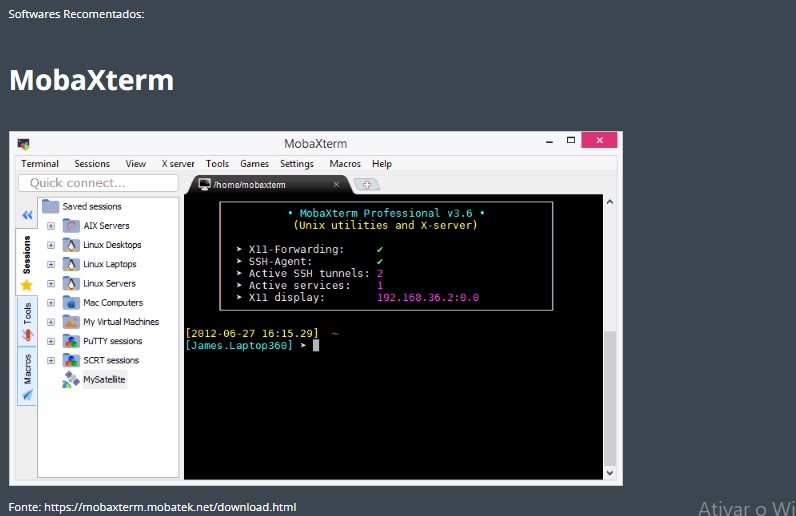 Softwares Recomentados:
MobaXterm
MobaXterm
Terminal Sessions View X server Tools Games Settings Macros Help
Quick connect...
/home/mobaxterm
Saved sessions
AIX Servers
Linux Desktops
Linux Laptops
Linux Servers
Mac Computers
My Virtual Machines
PuTTY sessions
SCRT sessions
MySatellite
Sessions
Tools
Macros
• MobaXterm Professional v3.6 •
(Unix utilities and X-server)
➤ X11-Forwarding: ✔
➤ SSH-Agent: ✔
➤ Active SSH tunnels: 2
➤ Active services: 1
➤ X11 display: 192.168.36.2:0.0
[2012-06-27 16:15.29] ~
[James.Laptop360] ➤
Fonte: https://mobaxterm.mobatek.net/download.html
Ativar o Wi